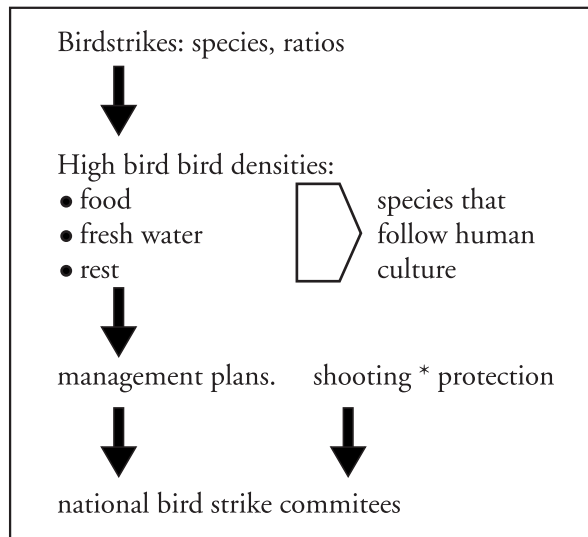 Birdstrikes: species, ratios
High bird bird densities:
• food
• fresh water
• rest
species that
follow human
culture
management plans. shooting * protection
national bird strike commitees